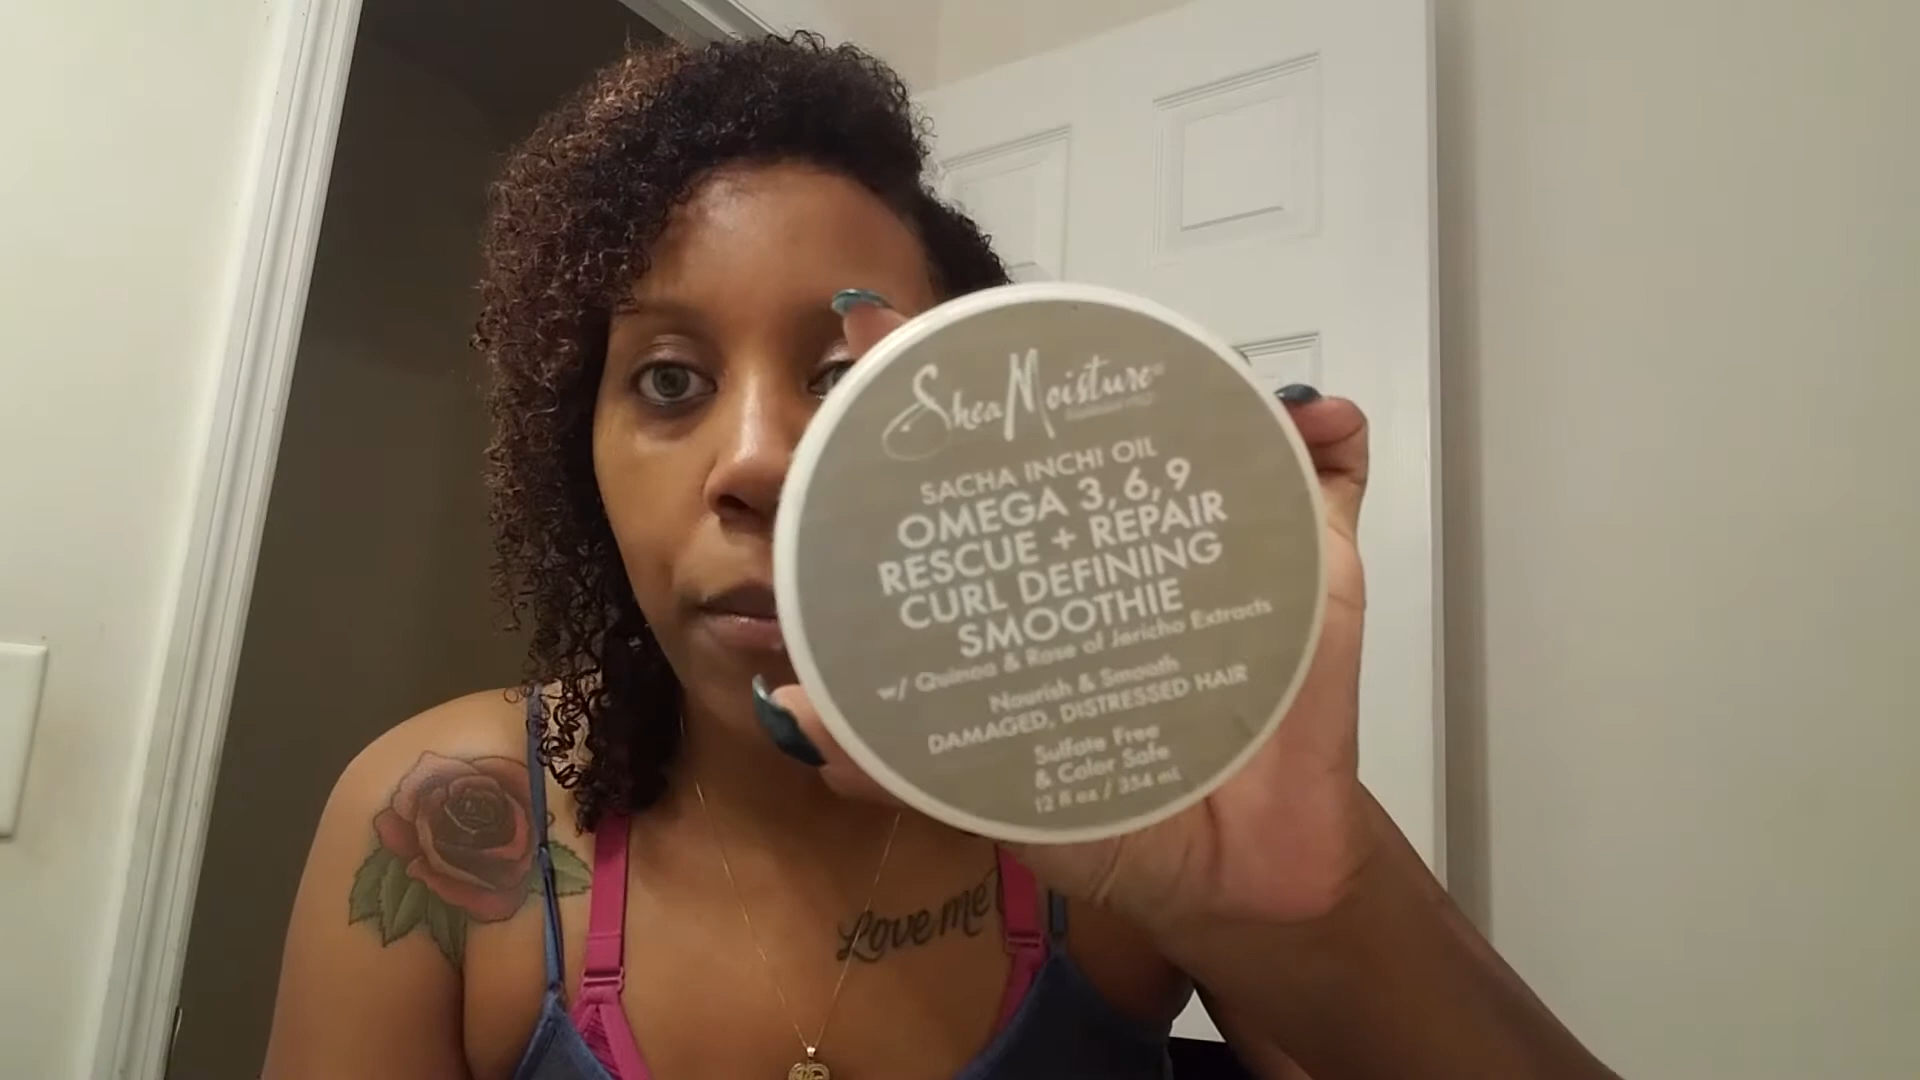 SheaMoisture
SACHA INCHI OIL
OMEGA 3, 6, 9
RESCUE + REPAIR
CURL DEFINING
SMOOTHIE
w/ Quinoa & Rose of Jericho Extracts
Nourish & Smooth
DAMAGED, DISTRESSED HAIR
Sulfate Free
& Color Safe
12 fl oz / 354 mL
Love me